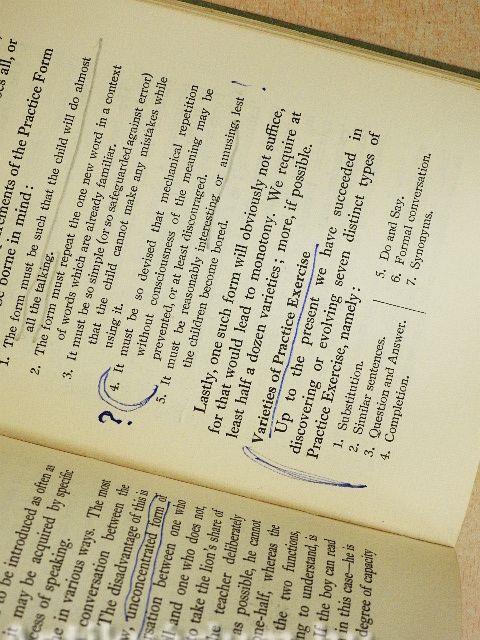 to be introduced as often as
it may be acquired by specific
ess of speaking.
e in various ways. The most
conversation between the
The disadvantage of this is
unconcentrated form of
rsation between one who
and one who does not,
o take the lion's share of
teacher deliberately
as possible, he cannot
one-half, whereas the
the two functions,
ng to understand, is
f the boy can read
in this case—he is
degree of capacity
all, or
rements of the Practice Form
borne in mind:
1. The form must be such that the child will do almost
all the talking.
2. The form must repeat the one new word in a context
of words which are already familiar.
3. It must be so simple (or so safeguarded against error)
that the child cannot make any mistakes while
using it.
? 4. It must be so devised that mechanical repetition
without consciousness of the meaning may be
prevented, or at least discouraged.
5. It must be reasonably interesting or amusing, lest !
the children become bored.
Lastly, one such form will obviously not suffice,
for that would lead to monotony. We require at
least half a dozen varieties; more, if possible.
Varieties of Practice Exercise
Up to the present we have succeeded in
discovering or evolving seven distinct types of
Practice Exercise, namely:
1. Substitution.
2. Similar sentences.
3. Question and Answer.
4. Completion.
5. Do and Say.
6. Formal conversation.
7. Synonyms.